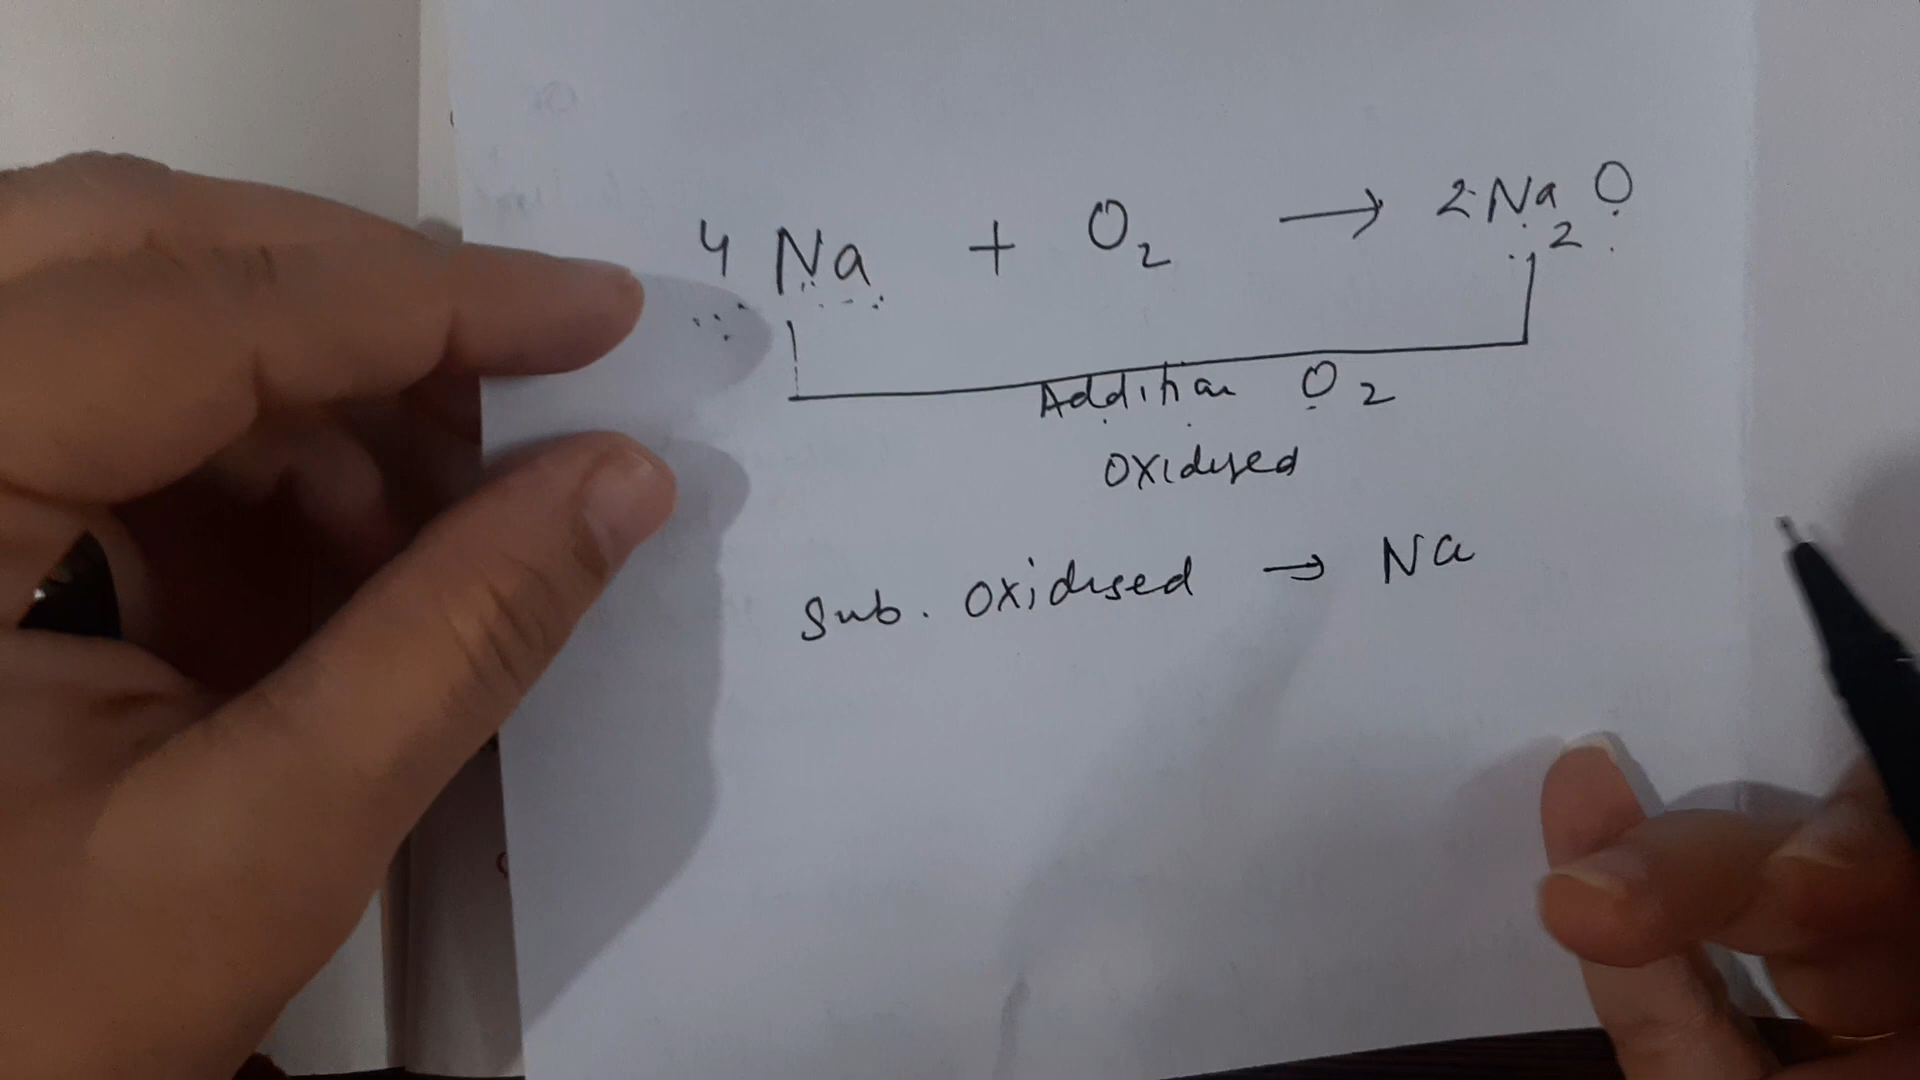 4 Na + O2 → 2Na2O
Addition O2
Oxidised
Sub. Oxidised → Na